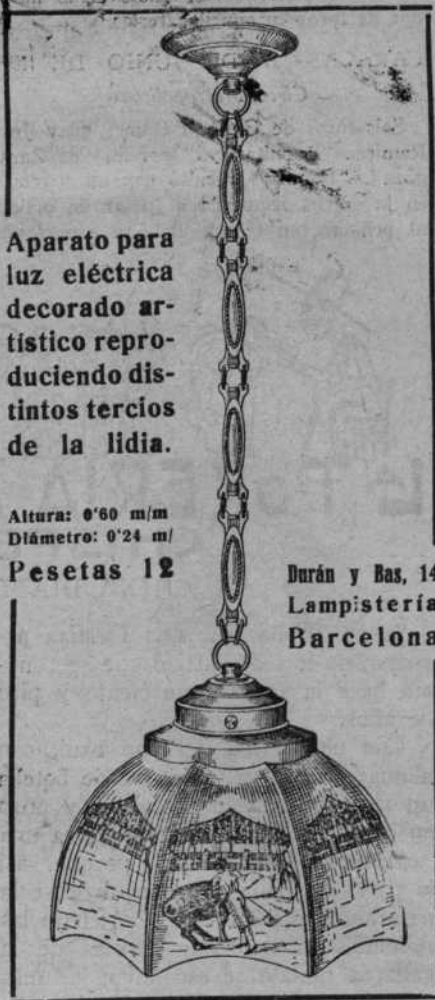 Aparato para
luz eléctrica
decorado ar-
tístico repro-
duciendo dis-
tintos tercios
de la lidia.
Altura: 0'60 m/m
Diámetro: 0'24 m/
Pesetas 12
Durán y Bas, 14
Lampistería
Barcelona